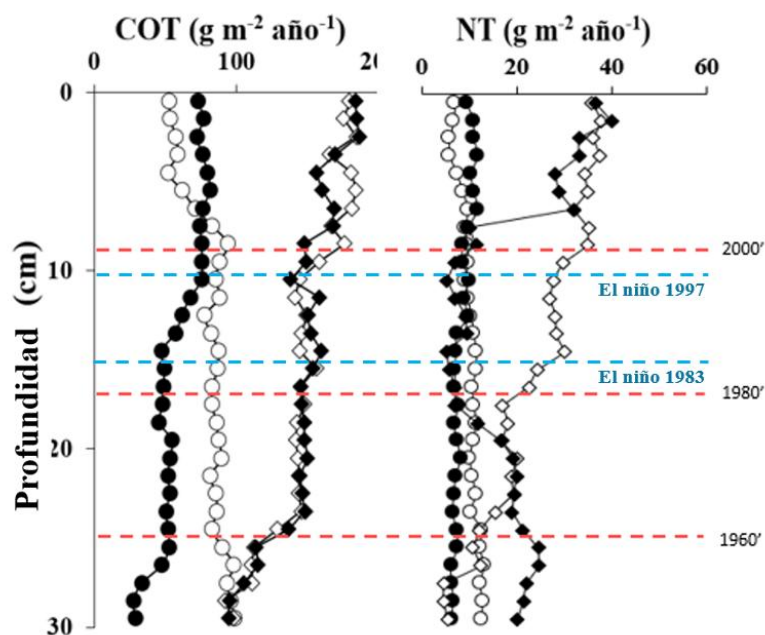 COT (g m⁻² año⁻¹)
NT (g m⁻² año⁻¹)
0 100 20
0 20 40 60
0
10
20
30
Profundidad (cm)
2000'
El niño 1997
El niño 1983
1980'
1960'